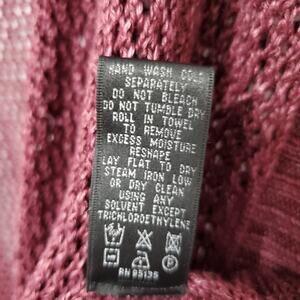 HAND WASH COLD
SEPARATELY
DO NOT BLEACH
DO NOT TUMBLE DRY
ROLL IN TOWEL
TO REMOVE
EXCESS MOISTURE
RESHAPE
LAY FLAT TO DRY
STEAM IRON LOW
OR DRY CLEAN
USING ANY
SOLVENT EXCEPT
TRICHLOROETHYLENE
RN 95135